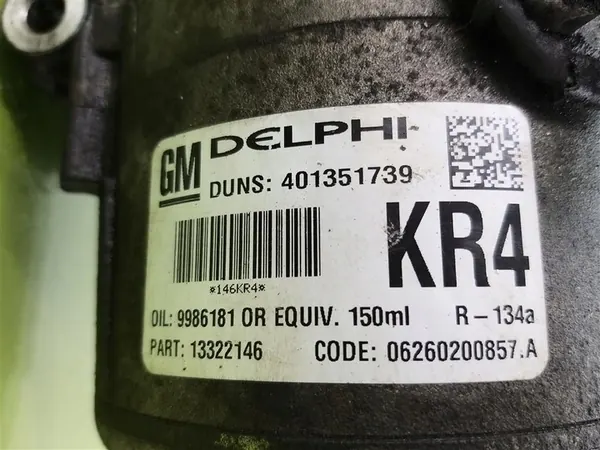 GM DELPHI
DUNS: 401351739
*146KR4*
KR4
OIL: 9986181 OR EQUIV. 150ml R-134a
PART: 13322146 CODE: 06260200857.A